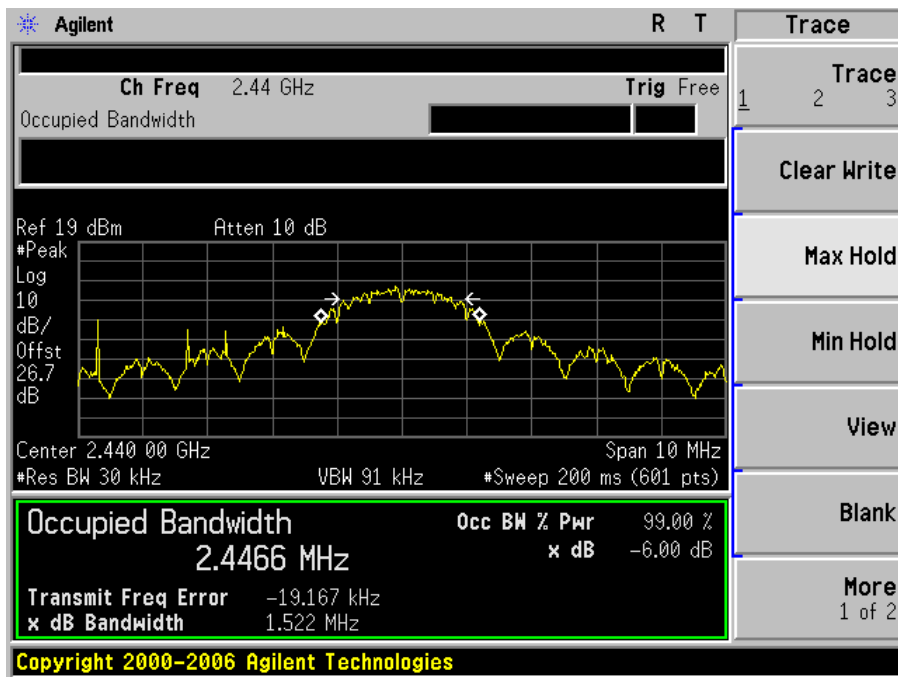 Agilent R T Trace
Ch Freq 2.44 GHz Trig Free
Occupied Bandwidth
Trace
1 2 3
Clear Write
Max Hold
Min Hold
View
Blank
More
1 of 2
Ref 19 dBm Atten 10 dB
#Peak
Log
10
dB/
Offst
26.7
dB
Center 2.440 00 GHz Span 10 MHz
#Res BW 30 kHz VBW 91 kHz #Sweep 200 ms (601 pts)
Occupied Bandwidth Occ BW % Pwr 99.00 %
2.4466 MHz x dB -6.00 dB
Transmit Freq Error -19.167 kHz
x dB Bandwidth 1.522 MHz
Copyright 2000-2006 Agilent Technologies